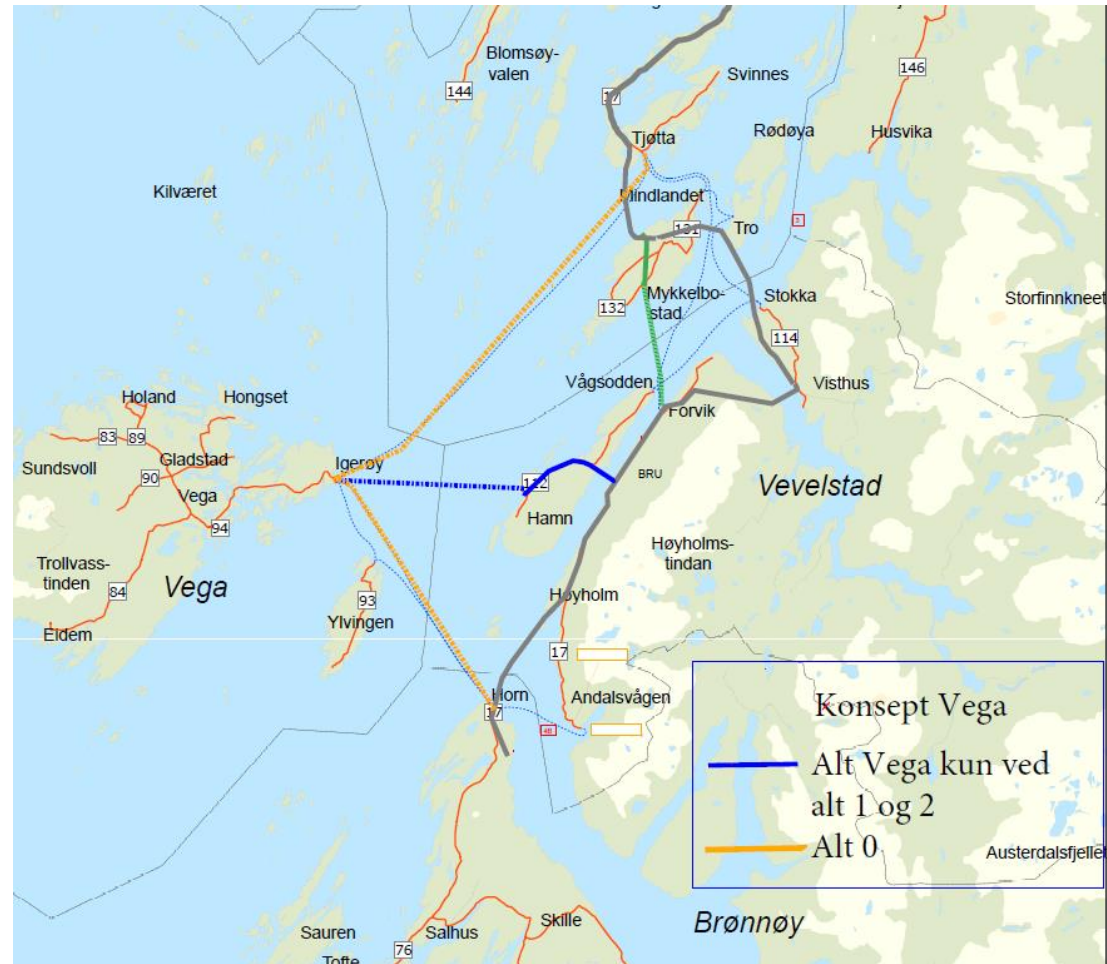 Blomsøy-
valen
144
Svinnes
146
17
Tjøtta
Rødøya
Husvika
Kilværet
Mindlandet
131
Tro
Mykkelbo-
stad
132
Stokka
Storfinnkneet
114
Vågsodden
Visthus
Forvik
Holand
Hongset
83
89
Sundsvoll
Gladstad
90
Vega
94
Igerøy
112
BRU
Vevelstad
Hamn
Høyholms-
tindan
Trollvass-
tinden
84
Vega
93
Ylvingen
Høyholm
Eidem
17
Horn
17
Andalsvågen
Konsept Vega
Alt Vega kun ved
alt 1 og 2
Alt 0
Austerdalsfjellet
Brønnøy
Sauren
Salhus
Skille
76
Tofte